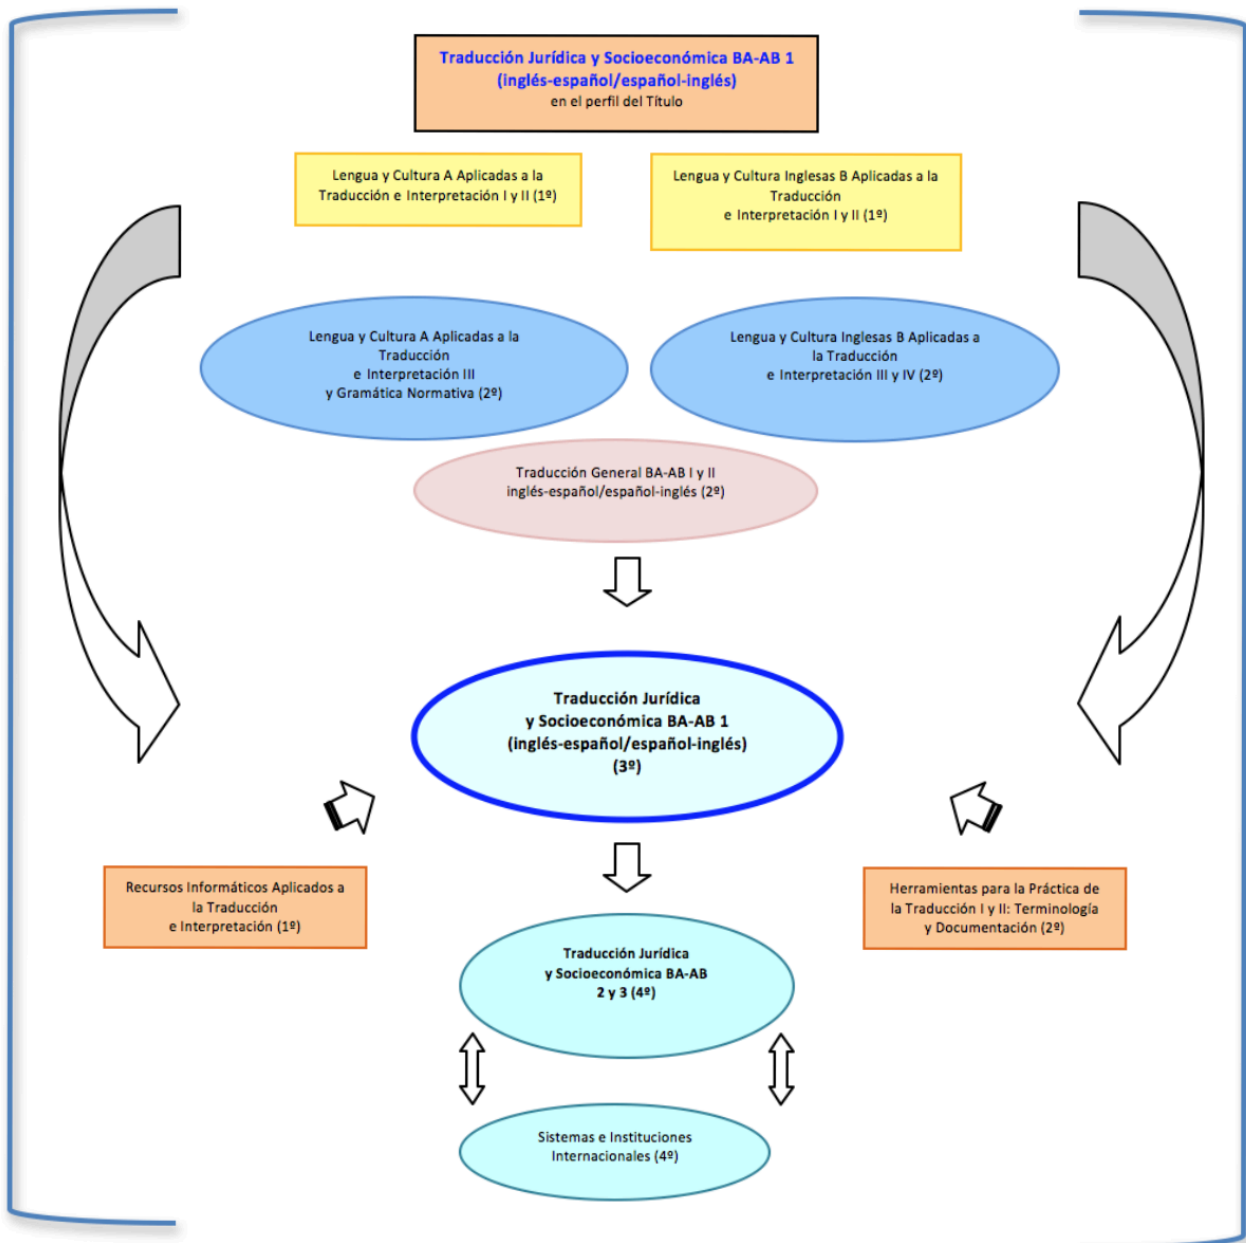 Traducción Jurídica y Socioeconómica BA-AB 1
(inglés-español/español-inglés)
en el perfil del Título
Lengua y Cultura A Aplicadas a la
Traducción e Interpretación I y II (1º)
Lengua y Cultura Inglesas B Aplicadas a la
Traducción
e Interpretación I y II (1º)
Lengua y Cultura A Aplicadas a la
Traducción
e Interpretación III
y Gramática Normativa (2º)
Lengua y Cultura Inglesas B Aplicadas a
la Traducción
e Interpretación III y IV (2º)
Traducción General BA-AB I y II
inglés-español/español-inglés (2º)
Traducción Jurídica
y Socioeconómica BA-AB 1
(inglés-español/español-inglés)
(3º)
Recursos Informáticos Aplicados a
la Traducción
e Interpretación (1º)
Herramientas para la Práctica de
la Traducción I y II: Terminología
y Documentación (2º)
Traducción Jurídica
y Socioeconómica BA-AB
2 y 3 (4º)
Sistemas e Instituciones
Internacionales (4º)